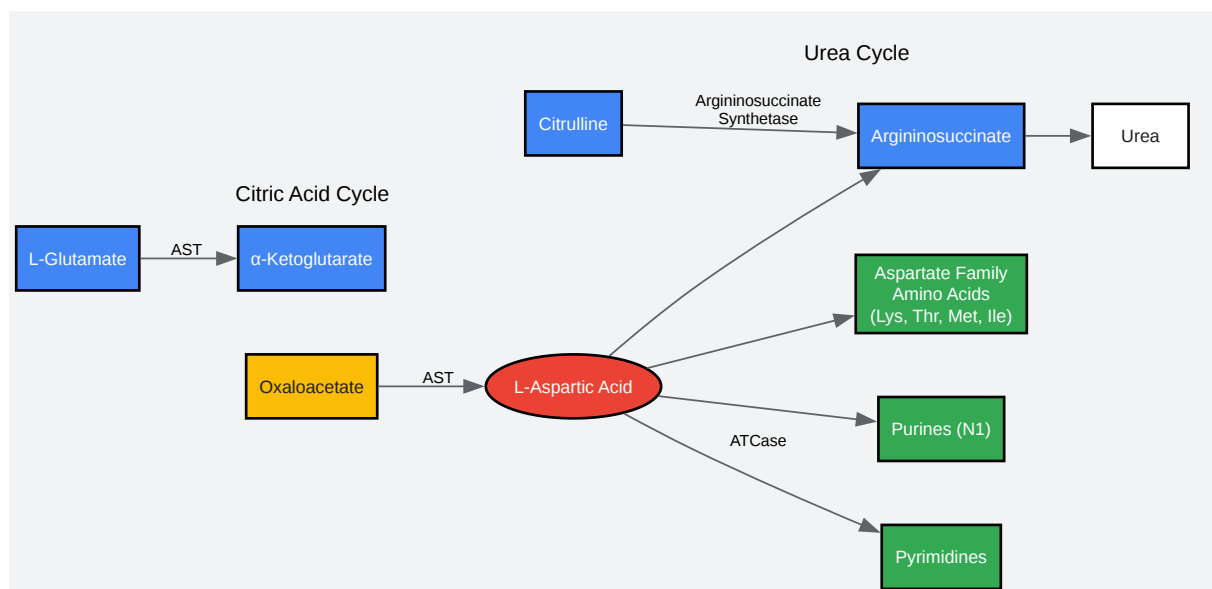 Urea Cycle
Citrulline
Argininosuccinate
Synthetase
Argininosuccinate
Urea
Citric Acid Cycle
L-Glutamate
AST
α-Ketoglutarate
Aspartate Family
Amino Acids
(Lys, Thr, Met, Ile)
Oxaloacetate
AST
L-Aspartic Acid
Purines (N1)
ATCase
Pyrimidines